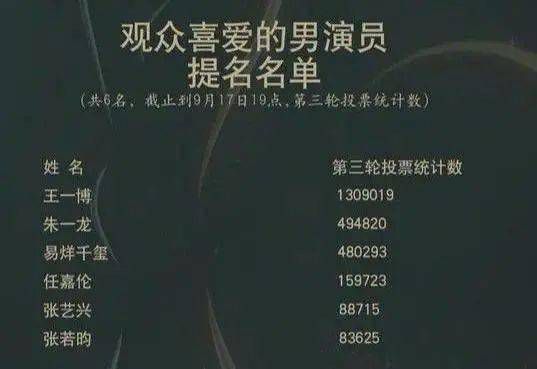 观众喜爱的男演员
提名名单
(共6名、截止到9月17日19点、第三轮投票统计数)
姓 名 第三轮投票统计数
王一博 1309019
朱一龙 494820
易烊千玺 480293
任嘉伦 159723
张艺兴 88715
张若昀 83625